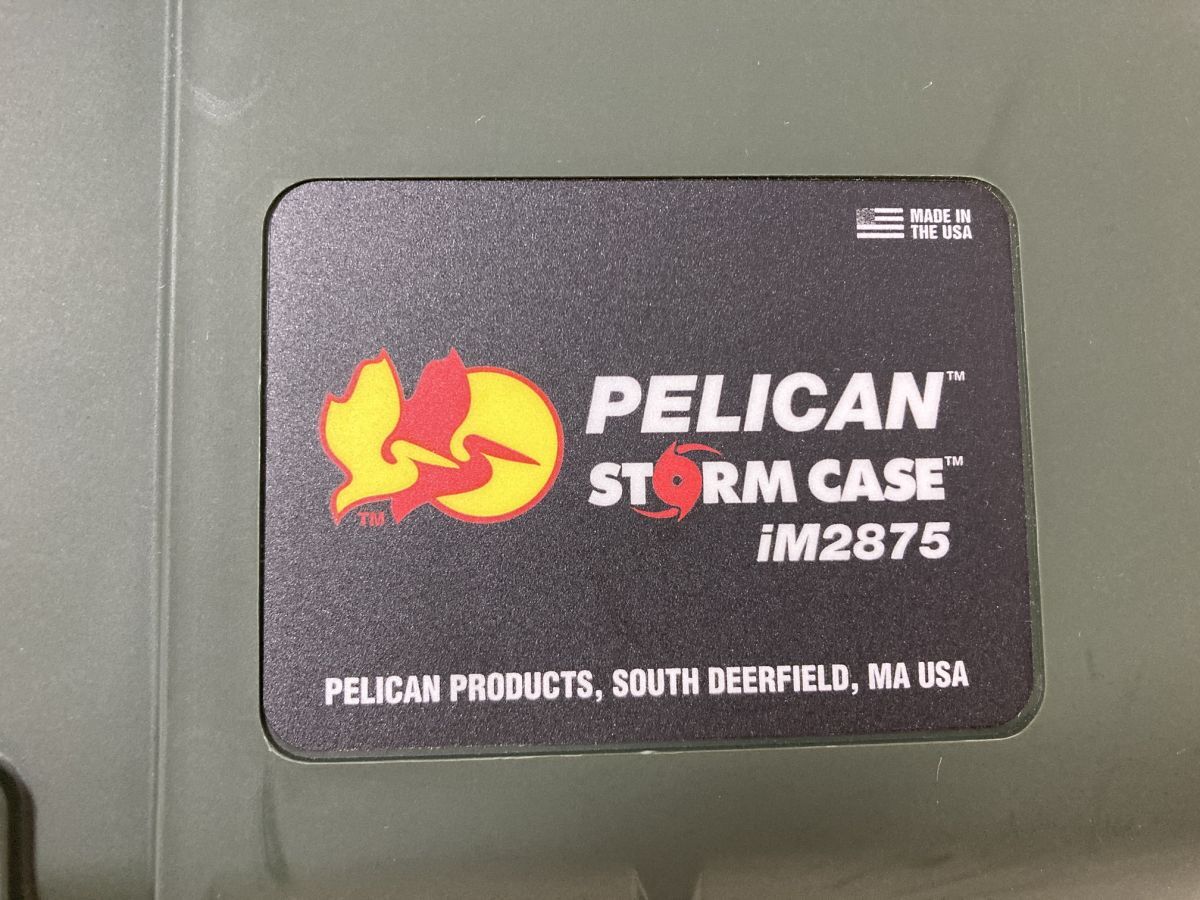 MADE IN
THE USA
PELICAN™
STORM CASE™
iM2875
TM
PELICAN PRODUCTS, SOUTH DEERFIELD, MA USA